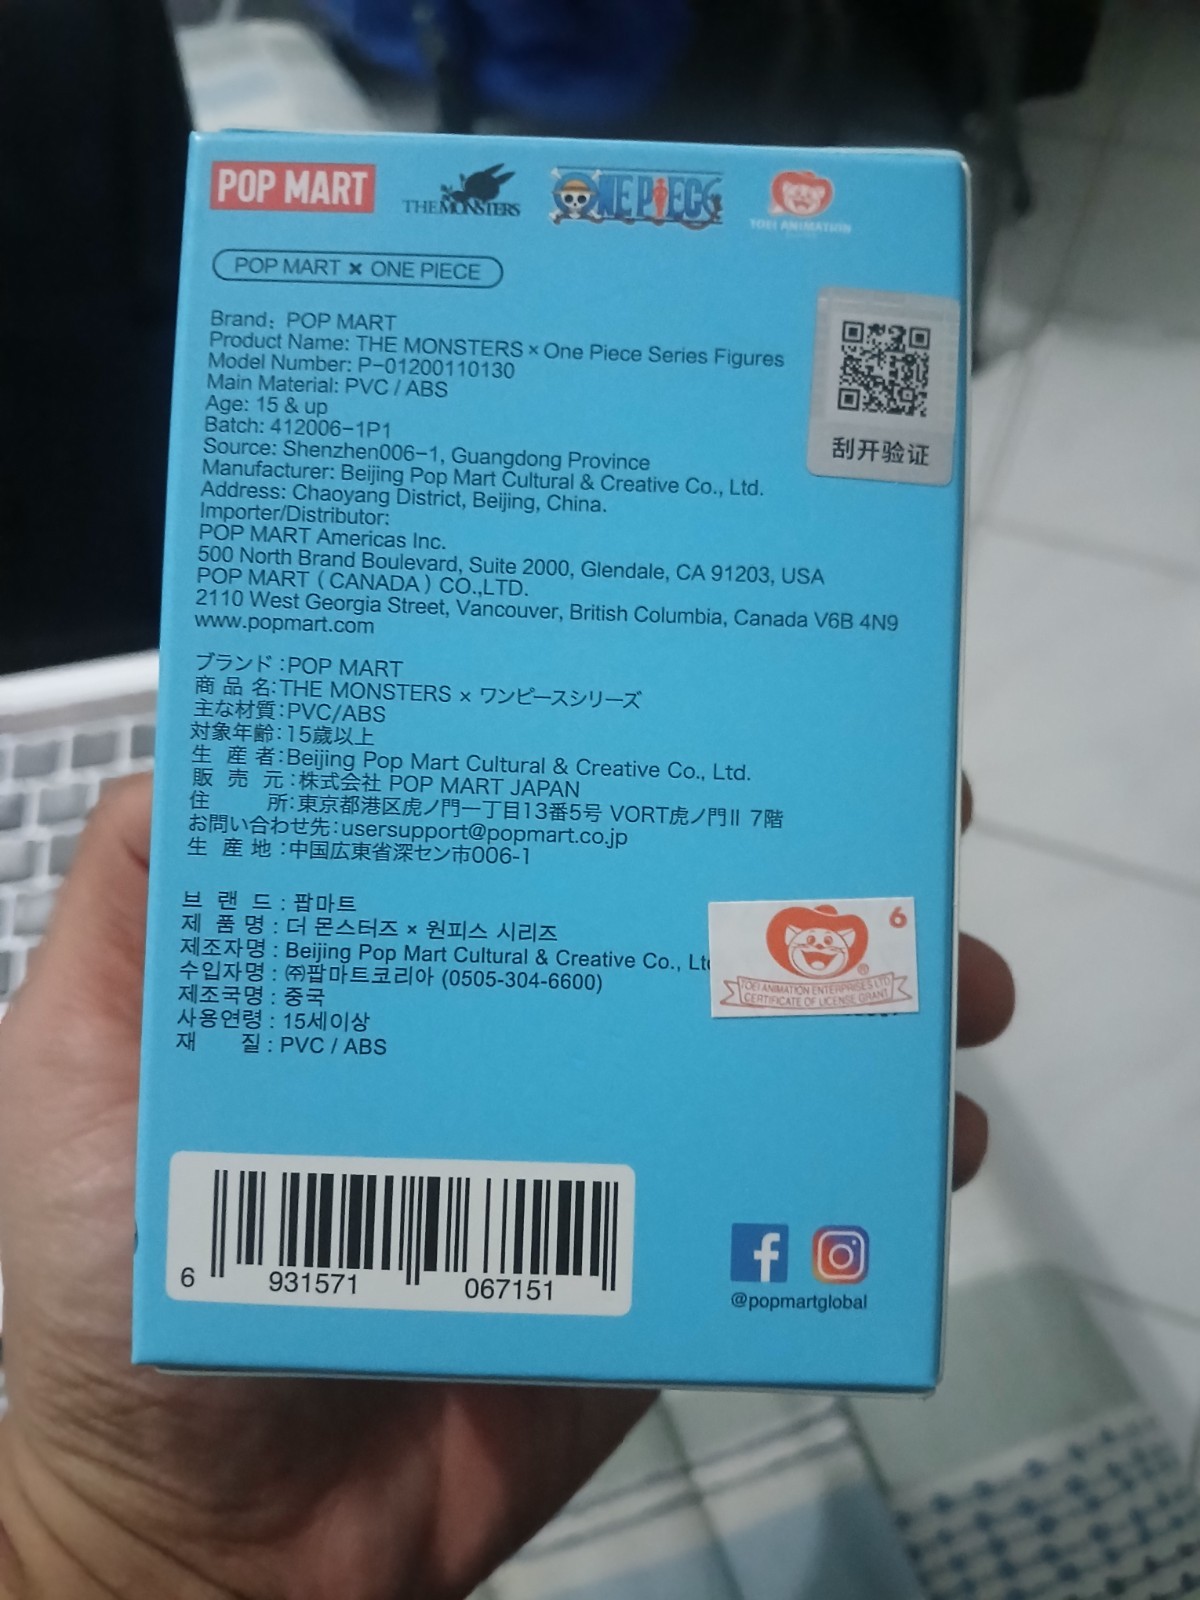 POP MART
THE MONSTERS
ONE PIECE
TOEI ANIMATION
POP MART × ONE PIECE
Brand: POP MART
Product Name: THE MONSTERS × One Piece Series Figures
Model Number: P-01200110130
Main Material: PVC / ABS
Age: 15 & up
Batch: 412006-1P1
Source: Shenzhen006-1, Guangdong Province
Manufacturer: Beijing Pop Mart Cultural & Creative Co., Ltd.
Address: Chaoyang District, Beijing, China.
Importer/Distributor:
POP MART Americas Inc.
500 North Brand Boulevard, Suite 2000, Glendale, CA 91203, USA
POP MART ( CANADA ) CO.,LTD.
2110 West Georgia Street, Vancouver, British Columbia, Canada V6B 4N9
www.popmart.com
刮开验证
ブランド:POP MART
商品名:THE MONSTERS × ワンピースシリーズ
主な材質:PVC/ABS
対象年齢:15歳以上
生産者:Beijing Pop Mart Cultural & Creative Co., Ltd.
販売元:株式会社 POP MART JAPAN
住所:東京都港区虎ノ門一丁目13番5号 VORT虎ノ門II 7階
お問い合わせ先:usersupport@popmart.co.jp
生産地:中国広東省深セン市006-1
브랜드 : 팝마트
제품명 : 더 몬스터즈 × 원피스 시리즈
제조자명 : Beijing Pop Mart Cultural & Creative Co.,
수입자명 : ㈜팝마트코리아 (0505-304-6600)
제조국명 : 중국
사용연령 : 15세이상
재질 : PVC / ABS
6
®
TOEI ANIMATION ENTERPRISES LTD
CERTIFICATE OF LICENSE GRANT
6 931571 067151
@popmartglobal